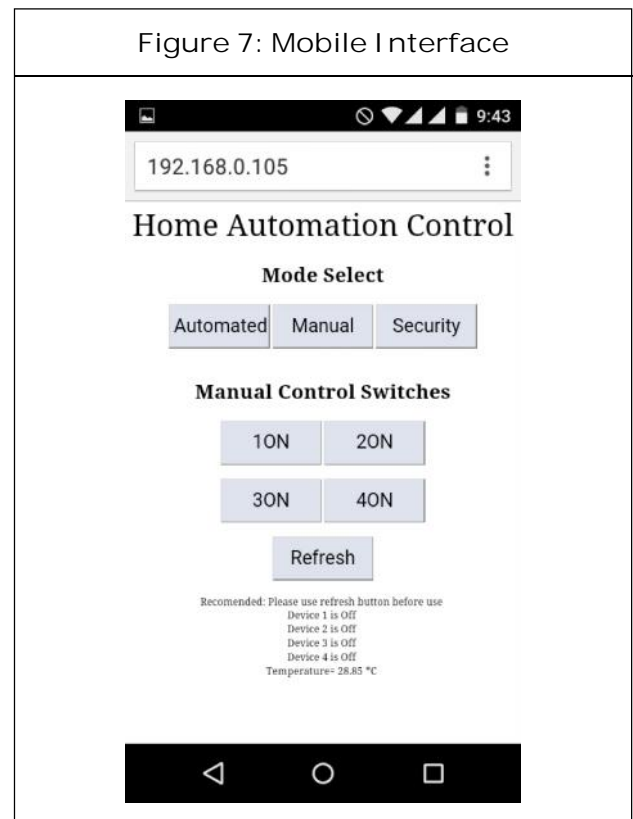 Figure 7: Mobile Interface
9:43
192.168.0.105
Home Automation Control
Mode Select
Automated Manual Security
Manual Control Switches
1ON 2ON
3ON 4ON
Refresh
Recomended: Please use refresh button before use
Device 1 is Off
Device 2 is Off
Device 3 is Off
Device 4 is Off
Temperature= 28.85 *C